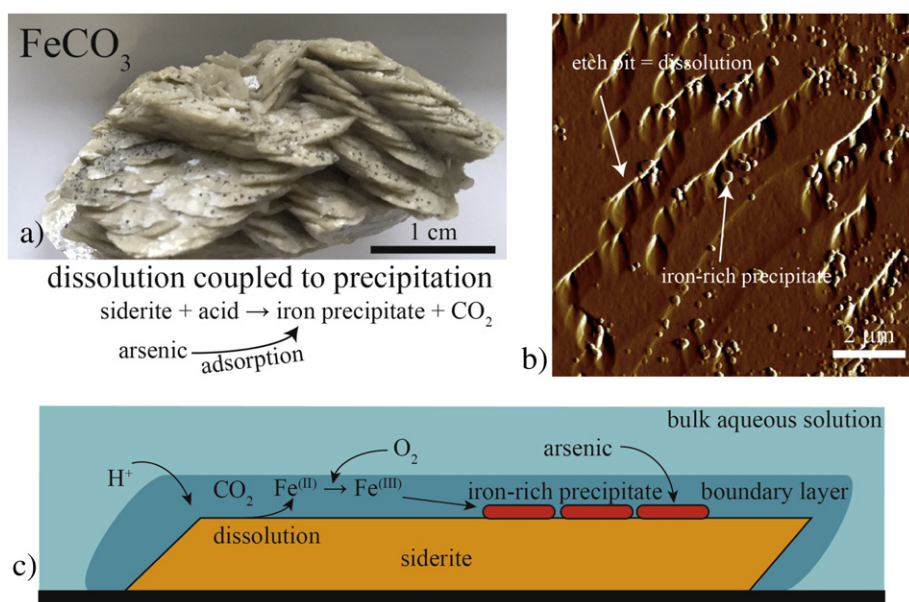 FeCO₃
a)
1 cm
dissolution coupled to precipitation
siderite + acid → iron precipitate + CO₂
arsenic
adsorption
etch pit = dissolution
iron-rich precipitate
b)
2 μm
bulk aqueous solution
arsenic
O₂
H⁺
CO₂ Fe⁽ᴵᴵ⁾ → Fe⁽ᴵᴵᴵ⁾
iron-rich precipitate
boundary layer
dissolution
siderite
c)